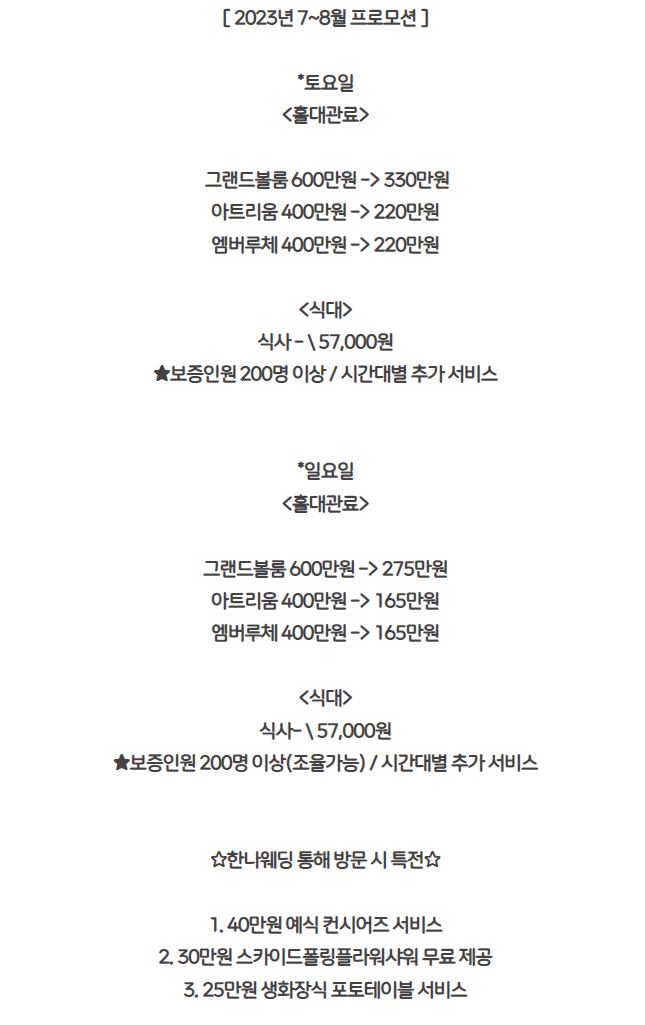 [ 2023년 7~8월 프로모션 ]
*토요일
<홀대관료>
그랜드볼룸 600만원 -> 330만원
아트리움 400만원 -> 220만원
엠버루체 400만원 -> 220만원
<식대>
식사 - \ 57,000원
★보증인원 200명 이상 / 시간대별 추가 서비스
*일요일
<홀대관료>
그랜드볼룸 600만원 -> 275만원
아트리움 400만원 -> 165만원
엠버루체 400만원 -> 165만원
<식대>
식사- \ 57,000원
★보증인원 200명 이상(조율가능) / 시간대별 추가 서비스
☆한나웨딩 통해 방문 시 특전☆
1. 40만원 예식 컨시어즈 서비스
2. 30만원 스카이드폴링플라워샤워 무료 제공
3. 25만원 생화장식 포토테이블 서비스